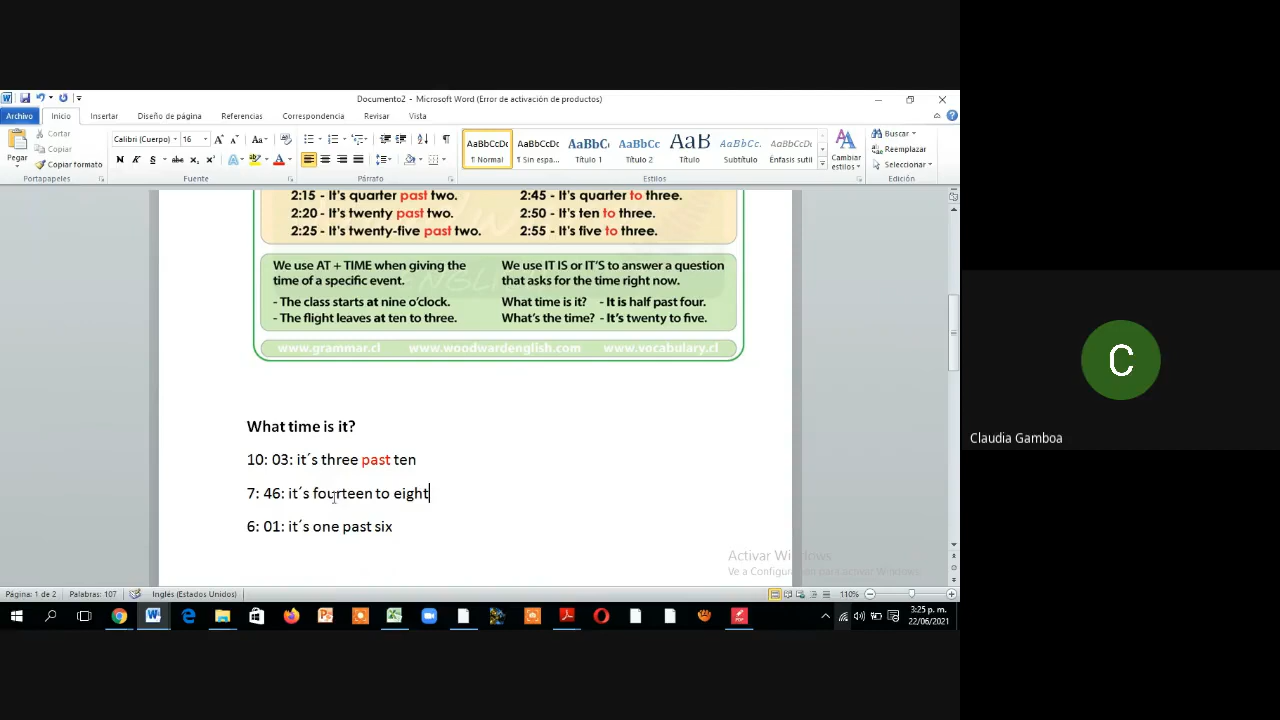 Documento2 - Microsoft Word (Error de activación de productos)
Archivo Inicio Insertar Diseño de página Referencias Correspondencia Revisar Vista
Pegar
Cortar
Copiar
Copiar formato
Portapapeles
Calibri (Cuerpo) 16
Fuente
Párrafo
AaBbCcDc AaBbCcDc AaBbC AaBbCc AaB AaBbCc. AaBbCcDc
¶ Normal ¶ Sin espa... Título 1 Título 2 Título Subtítulo Énfasis sutil
Estilos
Cambiar estilos
Buscar
Reemplazar
Seleccionar
Edición
2:15 - It's quarter past two. 2:45 - It's quarter to three.
2:20 - It's twenty past two. 2:50 - It's ten to three.
2:25 - It's twenty-five past two. 2:55 - It's five to three.
We use AT + TIME when giving the
time of a specific event.
- The class starts at nine o'clock.
- The flight leaves at ten to three.
We use IT IS or IT'S to answer a question
that asks for the time right now.
What time is it? - It is half past four.
What's the time? - It's twenty to five.
www.grammar.cl www.woodwardenglish.com www.vocabulary.cl
What time is it?
10: 03: it´s three past ten
7: 46: it´s fourteen to eight
6: 01: it´s one past six
Activar Windows
Ve a Configuración para activar Windows.
Página: 1 de 2 Palabras: 107 Inglés (Estados Unidos) 110%
3:25 p. m.
22/06/2021
C
Claudia Gamboa